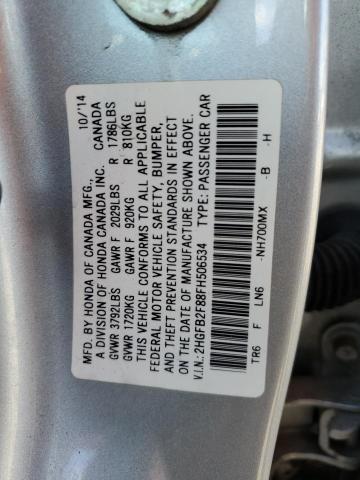 MFD. BY HONDA OF CANADA MFG., 10/'14
A DIVISION OF HONDA CANADA INC. CANADA
GVWR 3792LBS GAWR F 2029LBS R 1786LBS
GVWR 1720KG GAWR F 920KG R 810KG
THIS VEHICLE CONFORMS TO ALL APPLICABLE
FEDERAL MOTOR VEHICLE SAFETY, BUMPER,
AND THEFT PREVENTION STANDARDS IN EFFECT
ON THE DATE OF MANUFACTURE SHOWN ABOVE.
V.I.N.: 2HGFB2F88FH506534 TYPE: PASSENGER CAR
TR6 F LN6 -NH700MX -B -H